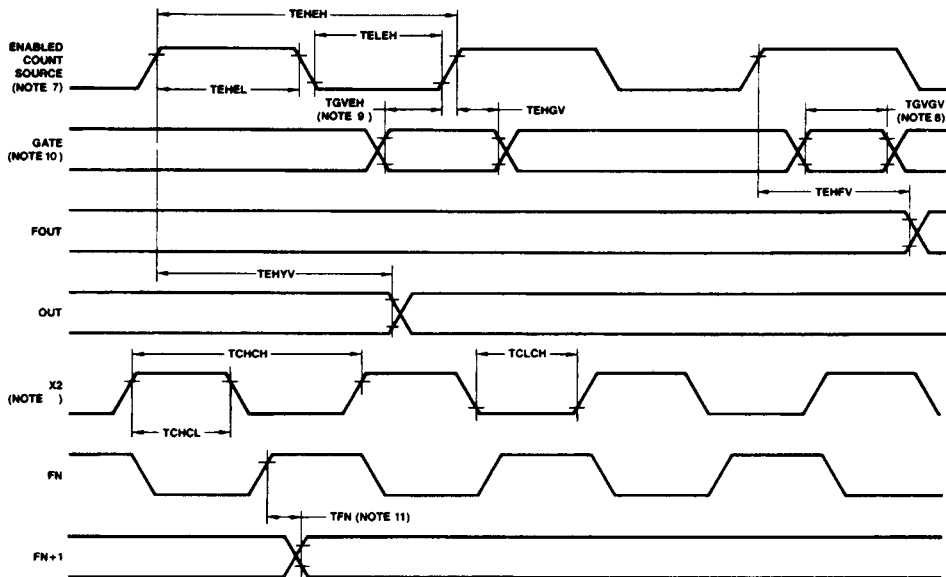 TEHEH
ENABLED
COUNT
SOURCE
(NOTE 7)
TELEH
TEHEL
TGVEH
(NOTE 9)
TEHGV
TGVGV
(NOTE 8)
GATE
(NOTE 10)
TEHFV
FOUT
TEHYV
OUT
TCHCH
TCLCH
X2
(NOTE )
TCHCL
FN
TFN (NOTE 11)
FN+1